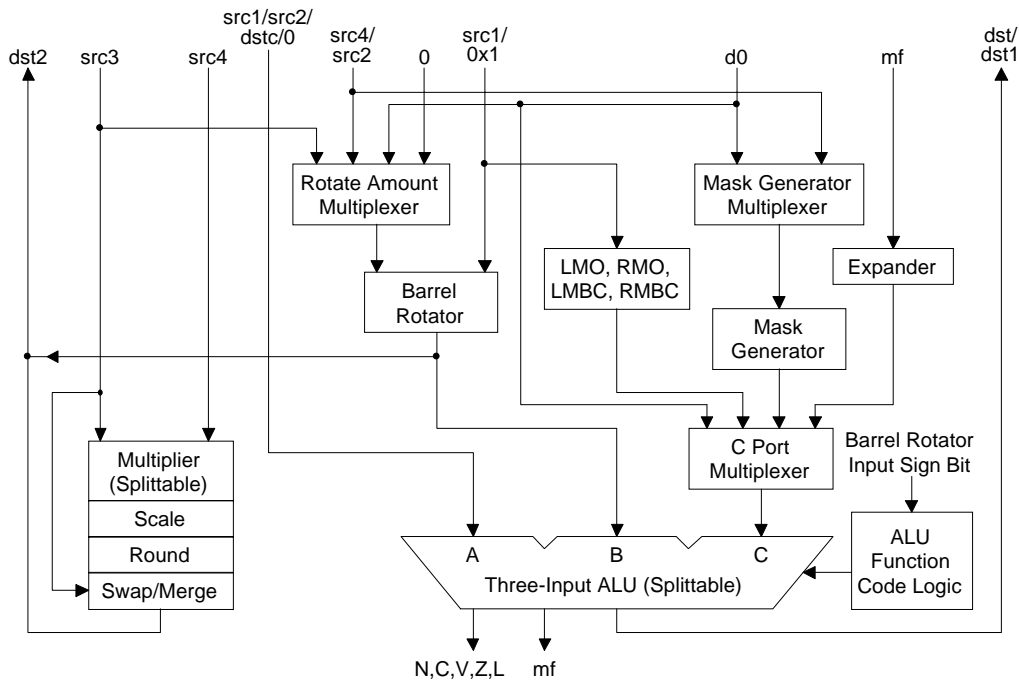 dst2
src3
src4
src1/src2/
dstc/0
src4/
src2
0
src1/
0x1
d0
mf
dst/
dst1
Rotate Amount
Multiplexer
Mask Generator
Multiplexer
LMO, RMO,
LMBC, RMBC
Expander
Barrel
Rotator
Mask
Generator
Multiplier
(Splittable)
Scale
Round
Swap/Merge
C Port
Multiplexer
Barrel Rotator
Input Sign Bit
ALU
Function
Code Logic
A
B
C
Three-Input ALU (Splittable)
N,C,V,Z,L
mf